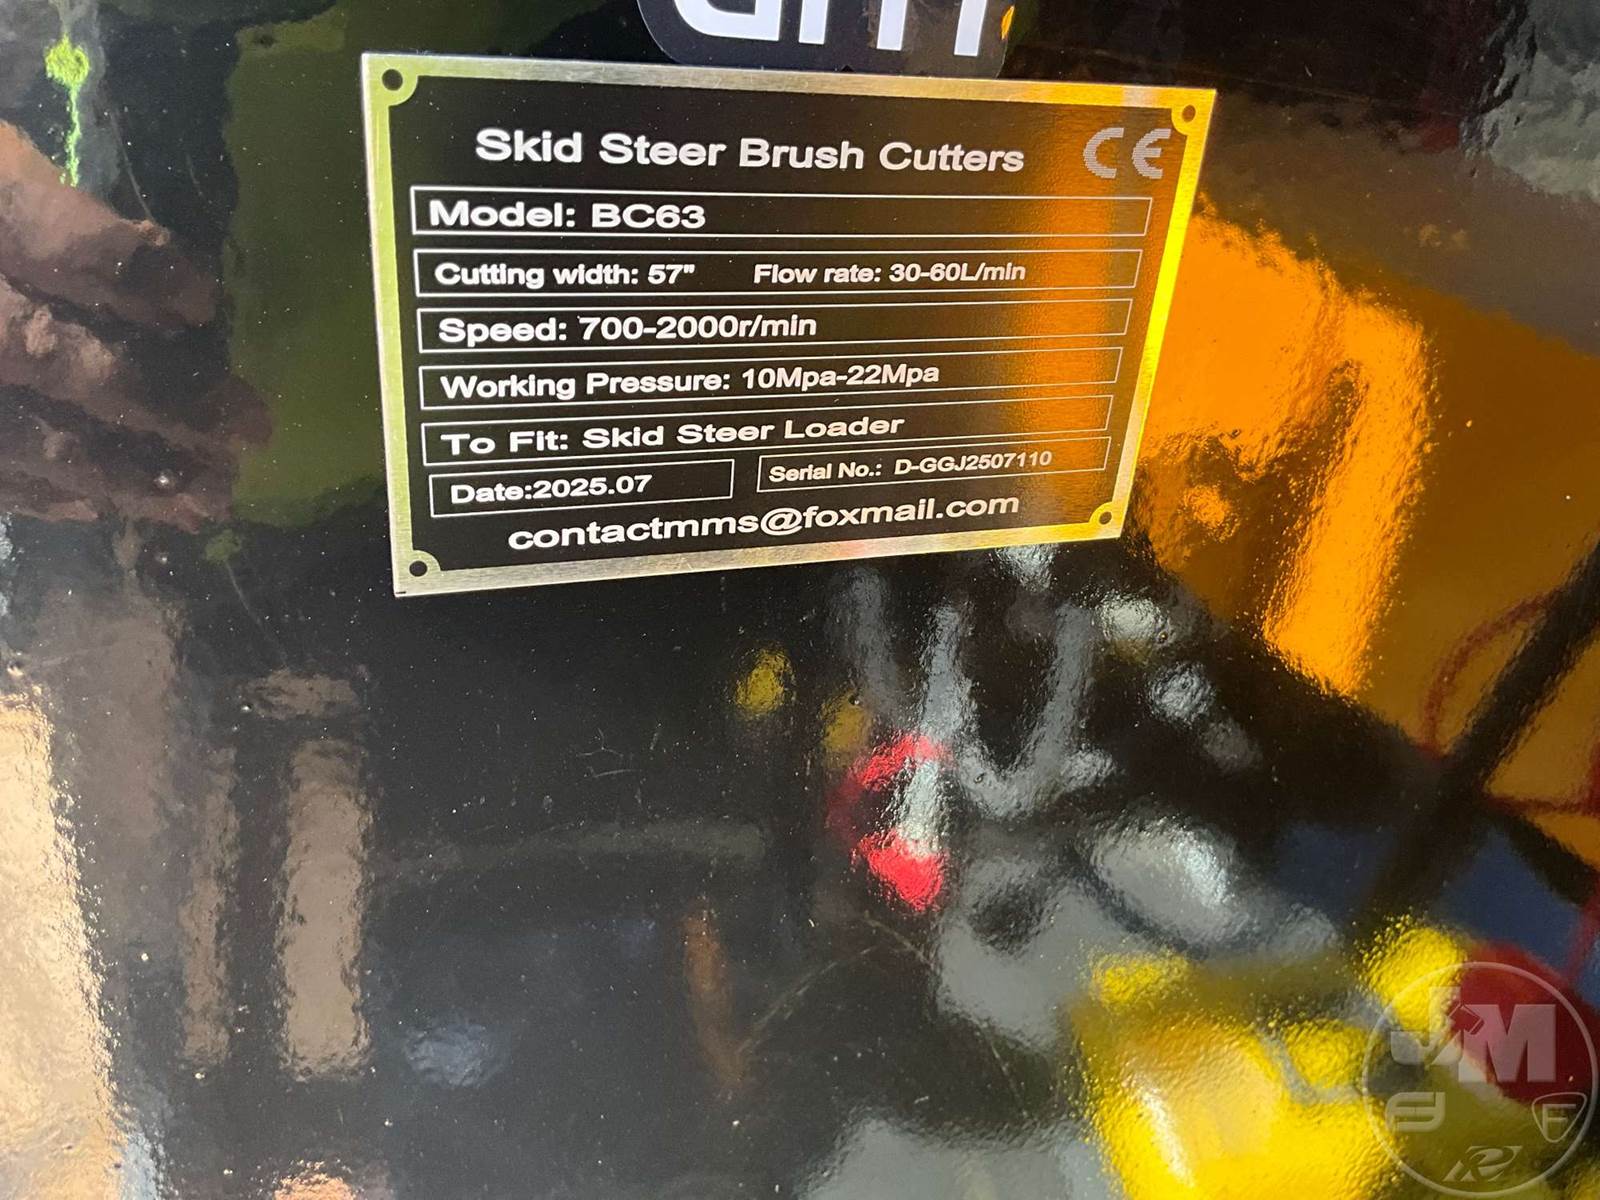 Skid Steer Brush Cutters CE
Model: BC63
Cutting width: 57" Flow rate: 30-60L/min
Speed: 700-2000r/min
Working Pressure: 10Mpa-22Mpa
To Fit: Skid Steer Loader
Date:2025.07 Serial No.: D-GGJ2507110
contactmms@foxmail.com
JM